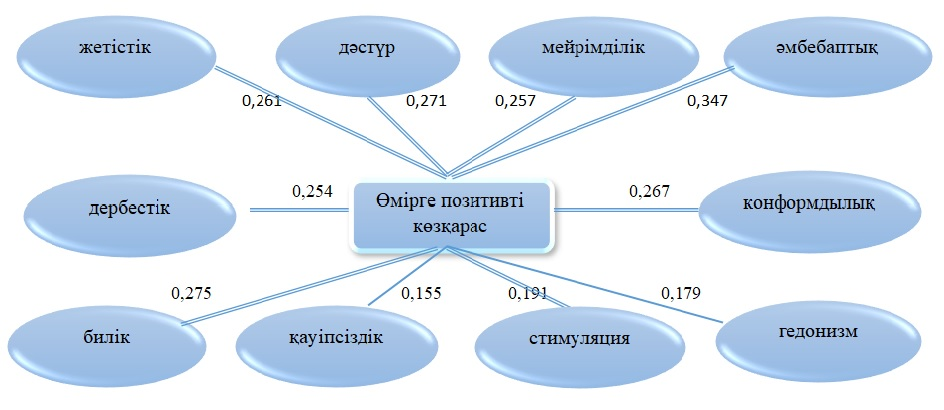 жетістік
дәстүр
мейрімділік
әмбебаптық
0,261
0,271
0,257
0,347
дербестік
0,254
Өмірге позитивті
көзқарас
0,267
конформдылық
0,275
0,155
0,191
0,179
билік
қауіпсіздік
стимуляция
гедонизм